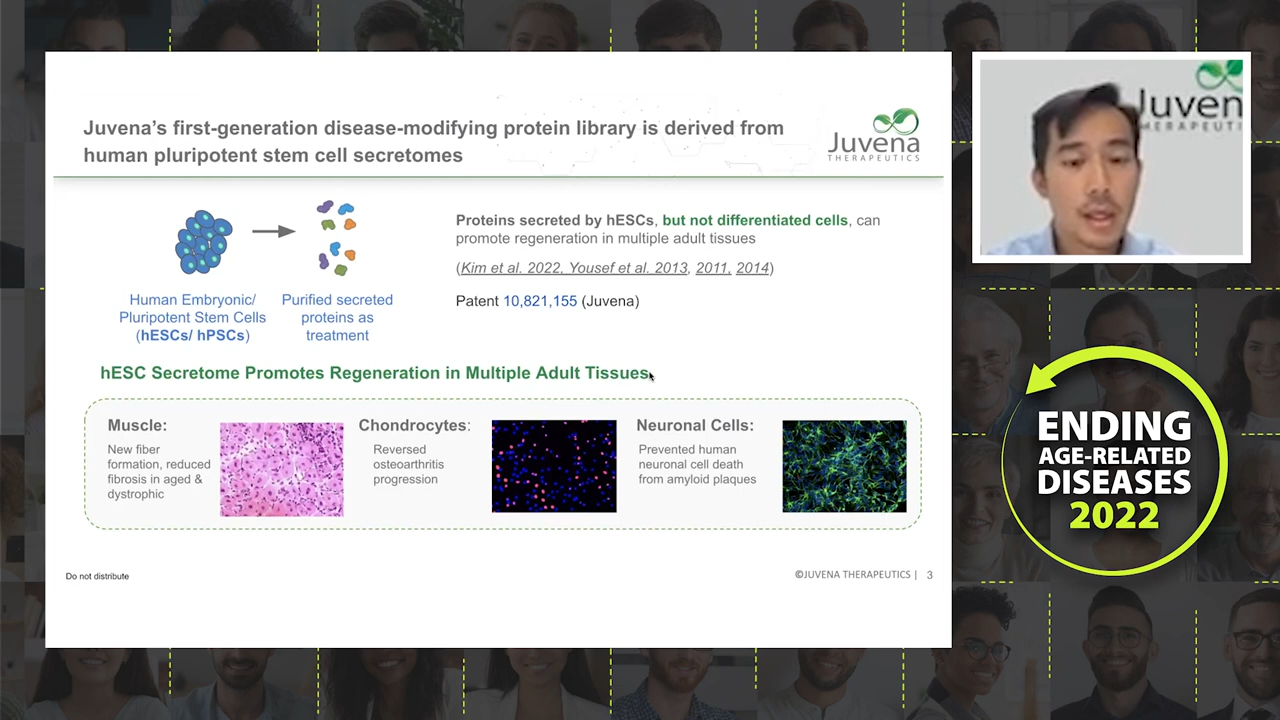 Juvena's first-generation disease-modifying protein library is derived from
human pluripotent stem cell secretomes
Juvena
THERAPEUTICS
Proteins secreted by hESCs, but not differentiated cells, can
promote regeneration in multiple adult tissues
(Kim et al. 2022, Yousef et al. 2013, 2011, 2014)
Patent 10,821,155 (Juvena)
Human Embryonic/
Pluripotent Stem Cells
(hESCs/ hPSCs)
Purified secreted
proteins as
treatment
hESC Secretome Promotes Regeneration in Multiple Adult Tissues
Muscle:
New fiber
formation, reduced
fibrosis in aged &
dystrophic
Chondrocytes:
Reversed
osteoarthritis
progression
Neuronal Cells:
Prevented human
neuronal cell death
from amyloid plaques
Do not distribute
©JUVENA THERAPEUTICS | 3
Juven
ERAPEUTI
ENDING
AGE-RELATED
DISEASES
2022